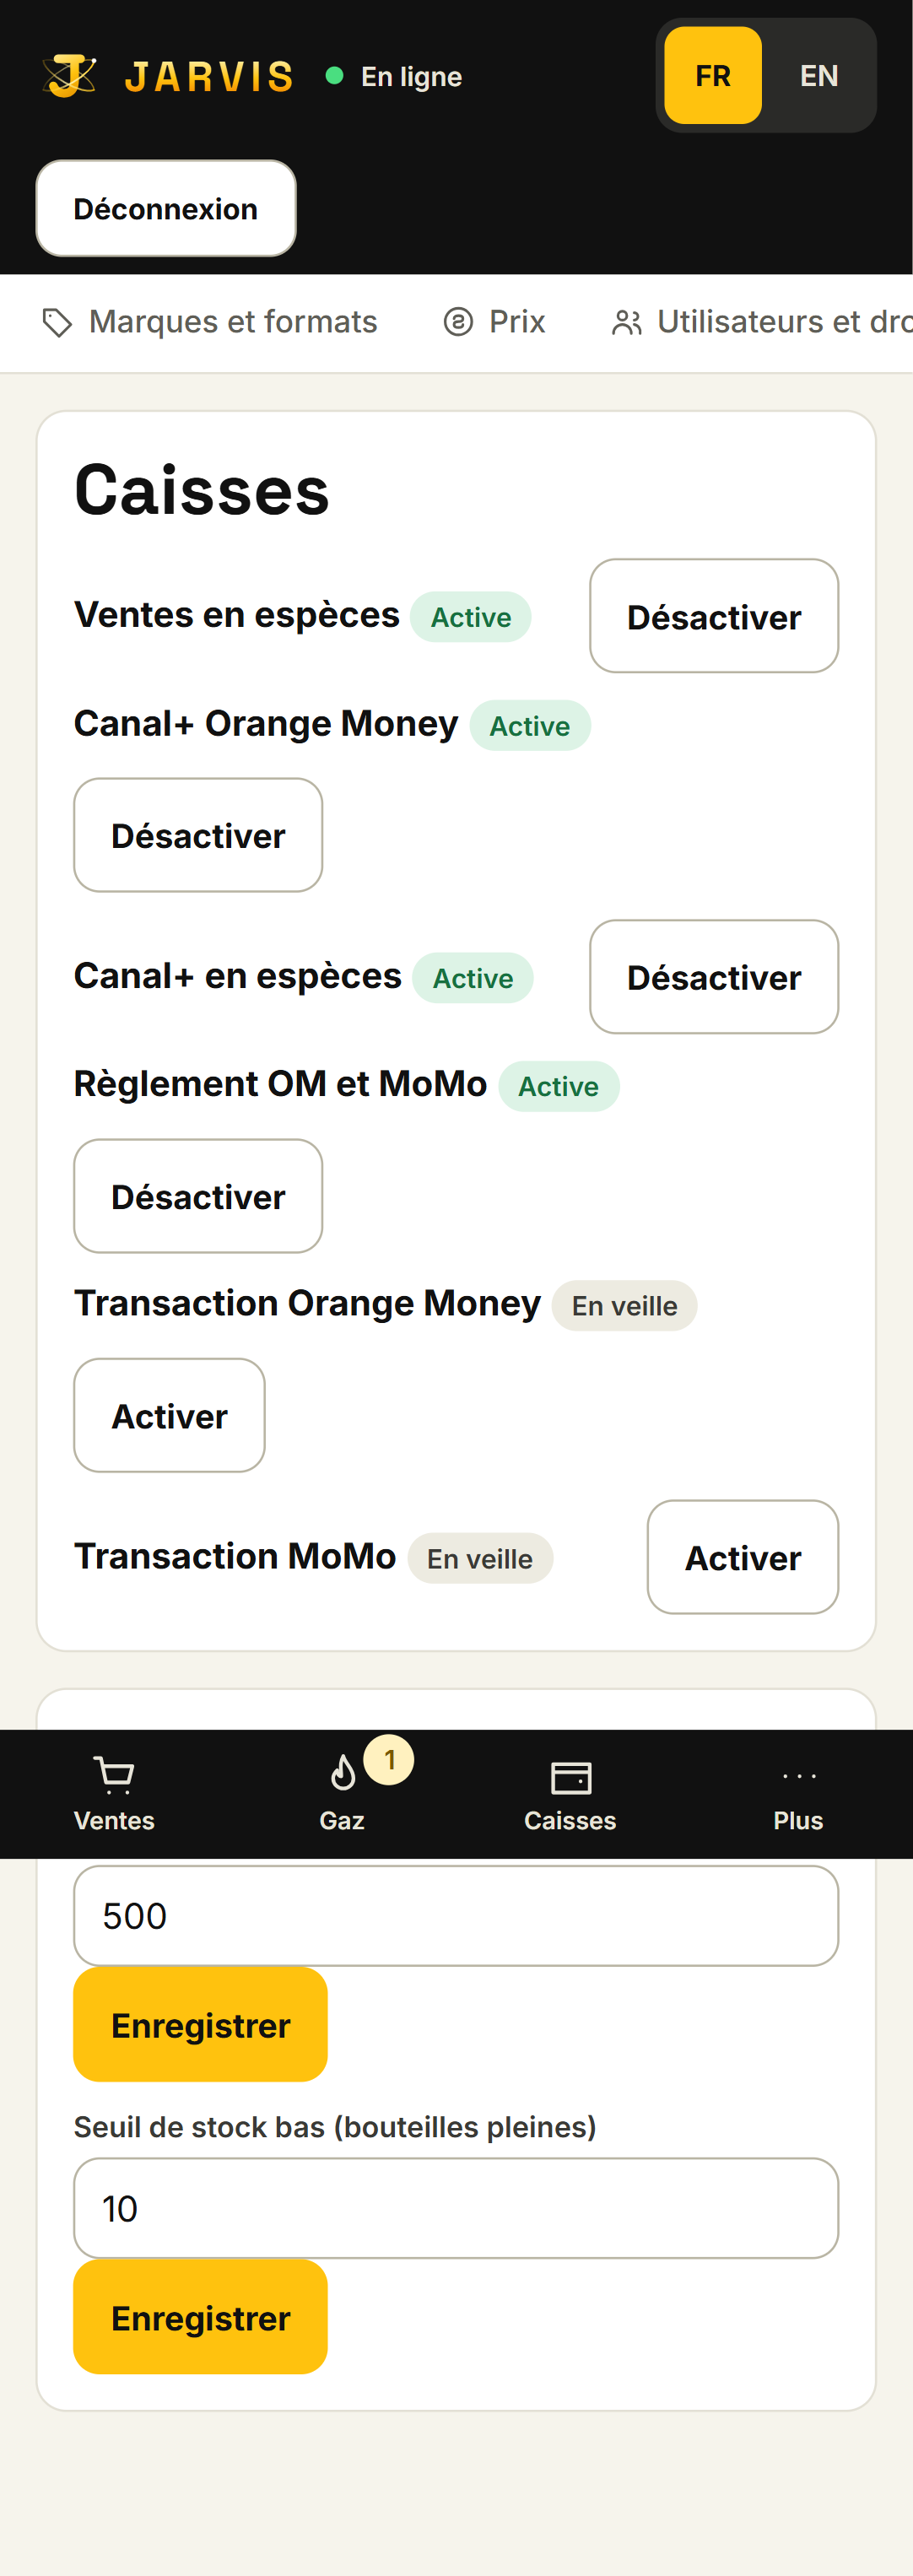 JARVIS En ligne FR EN
Déconnexion
Marques et formats Prix Utilisateurs et dro
Caisses
Ventes en espèces Active Désactiver
Canal+ Orange Money Active
Désactiver
Canal+ en espèces Active Désactiver
Règlement OM et MoMo Active
Désactiver
Transaction Orange Money En veille
Activer
Transaction MoMo En veille Activer
1
Ventes Gaz Caisses Plus
500
Enregistrer
Seuil de stock bas (bouteilles pleines)
10
Enregistrer